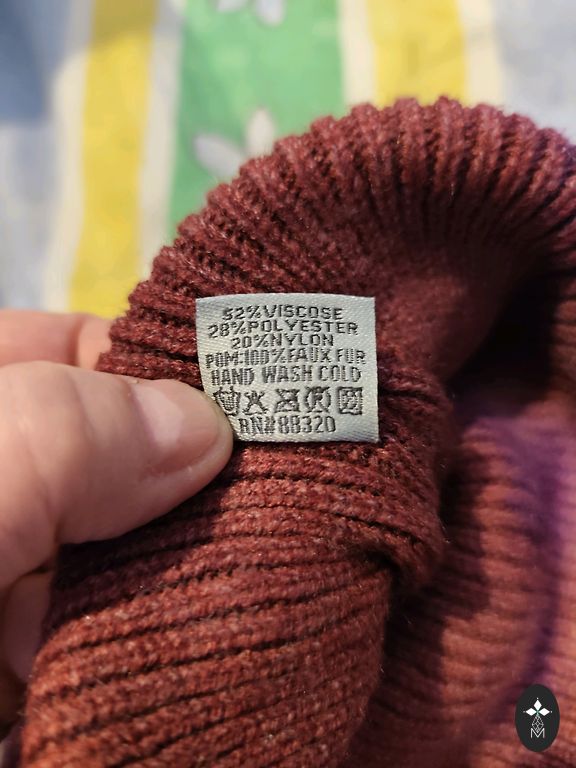 52%VISCOSE
28%POLYESTER
20%NYLON
POM:100%FAUX FUR
HAND WASH COLD
RN#88320
M